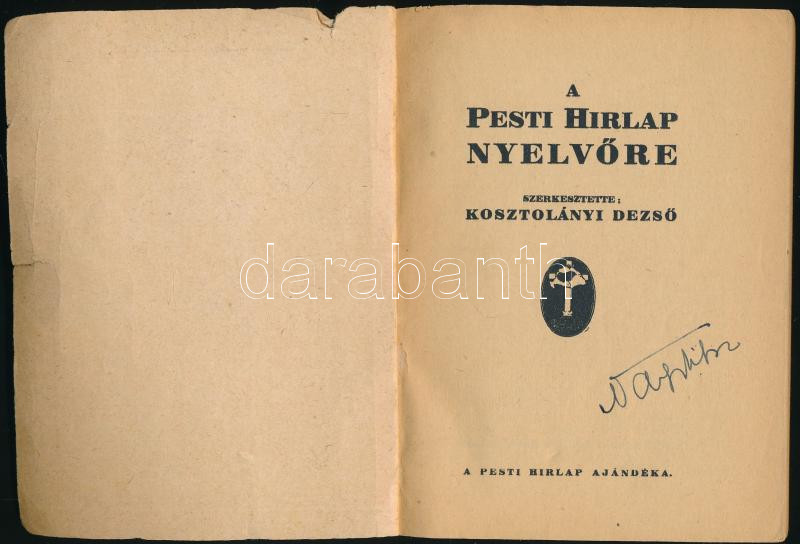 A
PESTI HIRLAP
NYELVŐRE
SZERKESZTETTE:
KOSZTOLÁNYI DEZSŐ
darabanth
A PESTI HIRLAP AJÁNDÉKA.